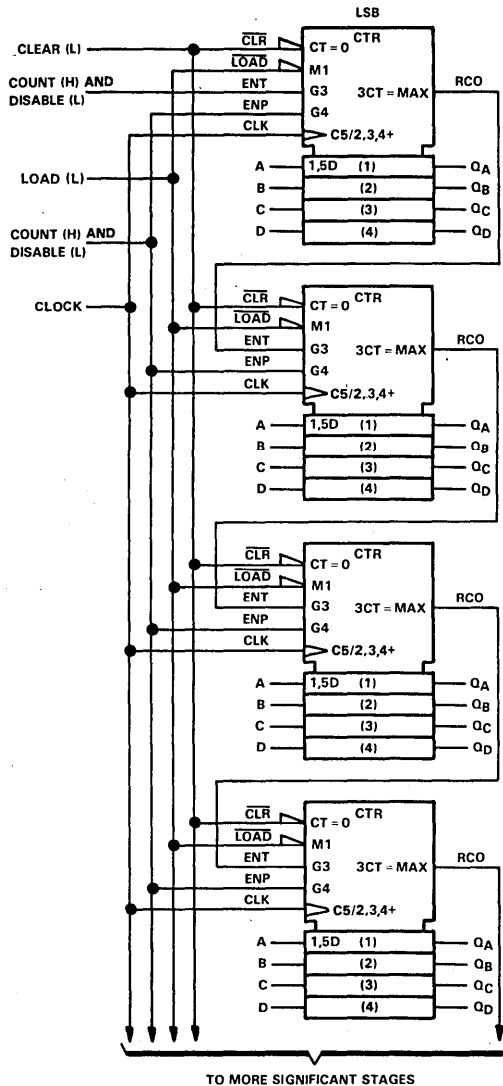 LSB
CLEAR (L) CLR CT = 0 CTR
LOAD M1
COUNT (H) AND DISABLE (L) ENT G3 3CT = MAX RCO
ENP G4
CLK C5/2,3,4+
A 1,5D (1) QA
LOAD (L)
B (2) QB
C (3) QC
D (4) QD
COUNT (H) AND
DISABLE (L)
CLOCK
CLR CT = 0 CTR
LOAD M1
ENT G3 3CT = MAX RCO
ENP G4
CLK C5/2,3,4+
A 1,5D (1) QA
B (2) QB
C (3) QC
D (4) QD
CLR CT = 0 CTR
LOAD M1
ENT G3 3CT = MAX RCO
ENP G4
CLK C5/2,3,4+
A 1,5D (1) QA
B (2) QB
C (3) QC
D (4) QD
CLR CT = 0 CTR
LOAD M1
ENT G3 3CT = MAX RCO
ENP G4
CLK C5/2,3,4+
A 1,5D (1) QA
B (2) QB
C (3) QC
D (4) QD
TO MORE SIGNIFICANT STAGES